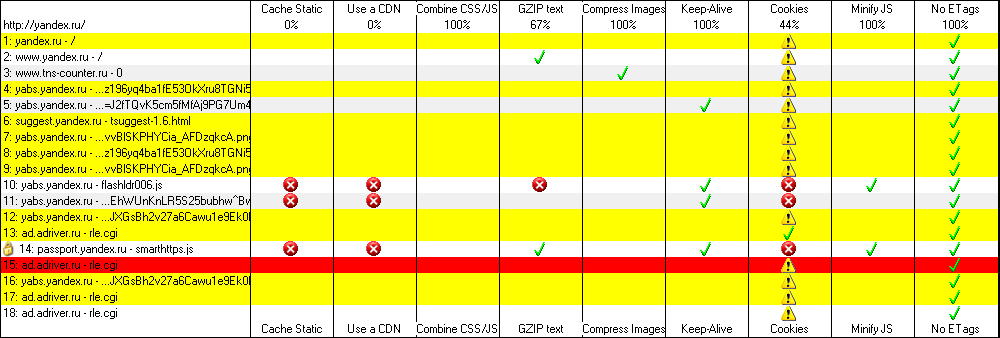 Cache Static Use a CDN Combine CSS/JS GZIP text Compress Images Keep-Alive Cookies Minify JS No ETags
http://yandex.ru/ 0% 0% 100% 67% 100% 100% 44% 100% 100%
1: yandex.ru - /
2: www.yandex.ru - /
3: www.tns-counter.ru - 0
4: yabs.yandex.ru - ...z196yq4ba1fE53OkXru8TGNi5
5: yabs.yandex.ru - ...=J2fTQvK5cm5fMfAj9PG7Um4
6: suggest.yandex.ru - tsuggest-1.6.html
7: yabs.yandex.ru - ...vvBISKPHYCia_AFDzqkcA.png
8: yabs.yandex.ru - ...z196yq4ba1fE53OkXru8TGNi5
9: yabs.yandex.ru - ...vvBISKPHYCia_AFDzqkcA.png
10: yabs.yandex.ru - flashldr006.js
11: yabs.yandex.ru - ...EhWUnKnLR5S25bubhw^Bw
12: yabs.yandex.ru - ...JXGsBh2v27a6Cawu1e9Ek0
13: ad.adriver.ru - rle.cgi
14: passport.yandex.ru - smarthttps.js
15: ad.adriver.ru - rle.cgi
16: yabs.yandex.ru - ...JXGsBh2v27a6Cawu1e9Ek0
17: ad.adriver.ru - rle.cgi
18: ad.adriver.ru - rle.cgi
Cache Static Use a CDN Combine CSS/JS GZIP text Compress Images Keep-Alive Cookies Minify JS No ETags